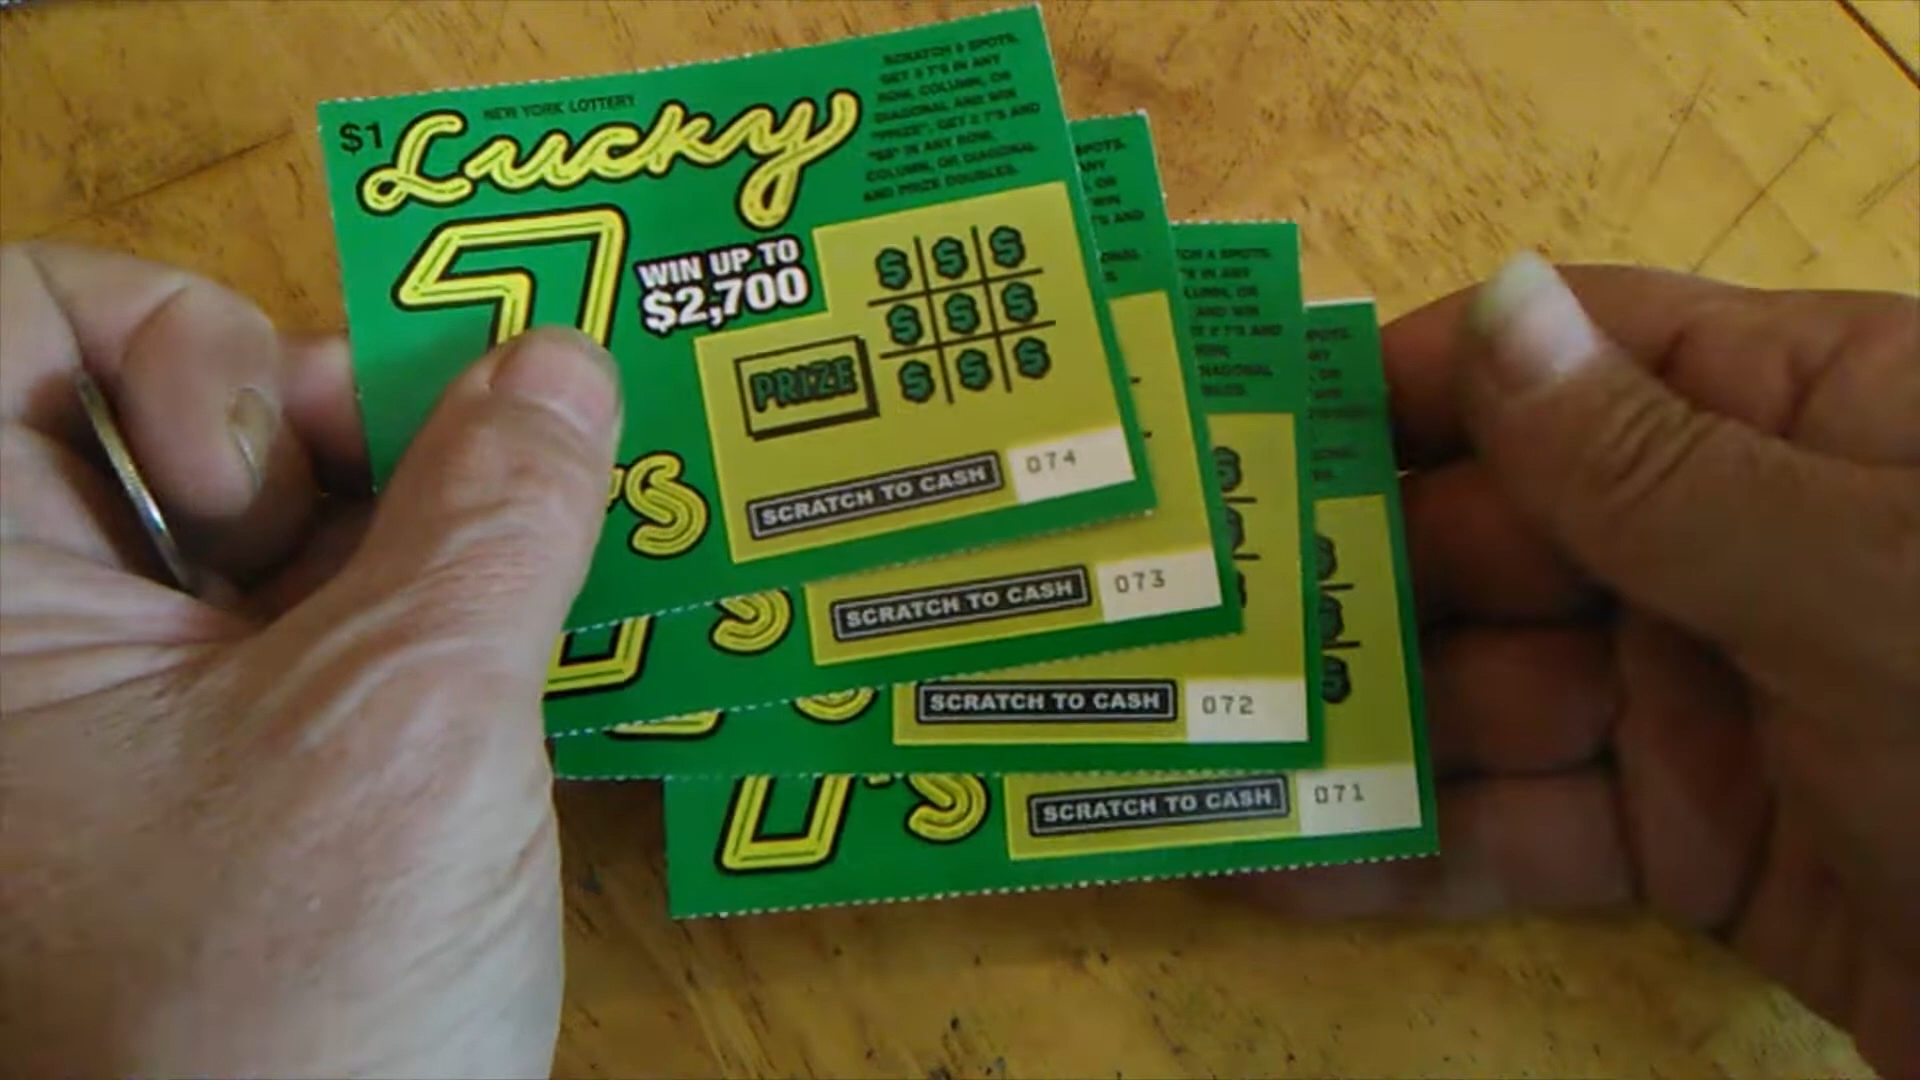 NEW YORK LOTTERY
$1
Lucky
7
'S
WIN UP TO
$2,700
SCRATCH 9 SPOTS,
GET 3 7'S IN ANY
ROW, COLUMN, OR
DIAGONAL AND WIN
"PRIZE". GET 2 7'S AND
"$$" IN ANY ROW,
COLUMN, OR DIAGONAL
AND PRIZE DOUBLES.
$ $ $
$ $ $
$ $ $
PRIZE
SCRATCH TO CASH
074
'S
SCRATCH TO CASH
073
SCRATCH TO CASH
072
7'S
SCRATCH TO CASH
071